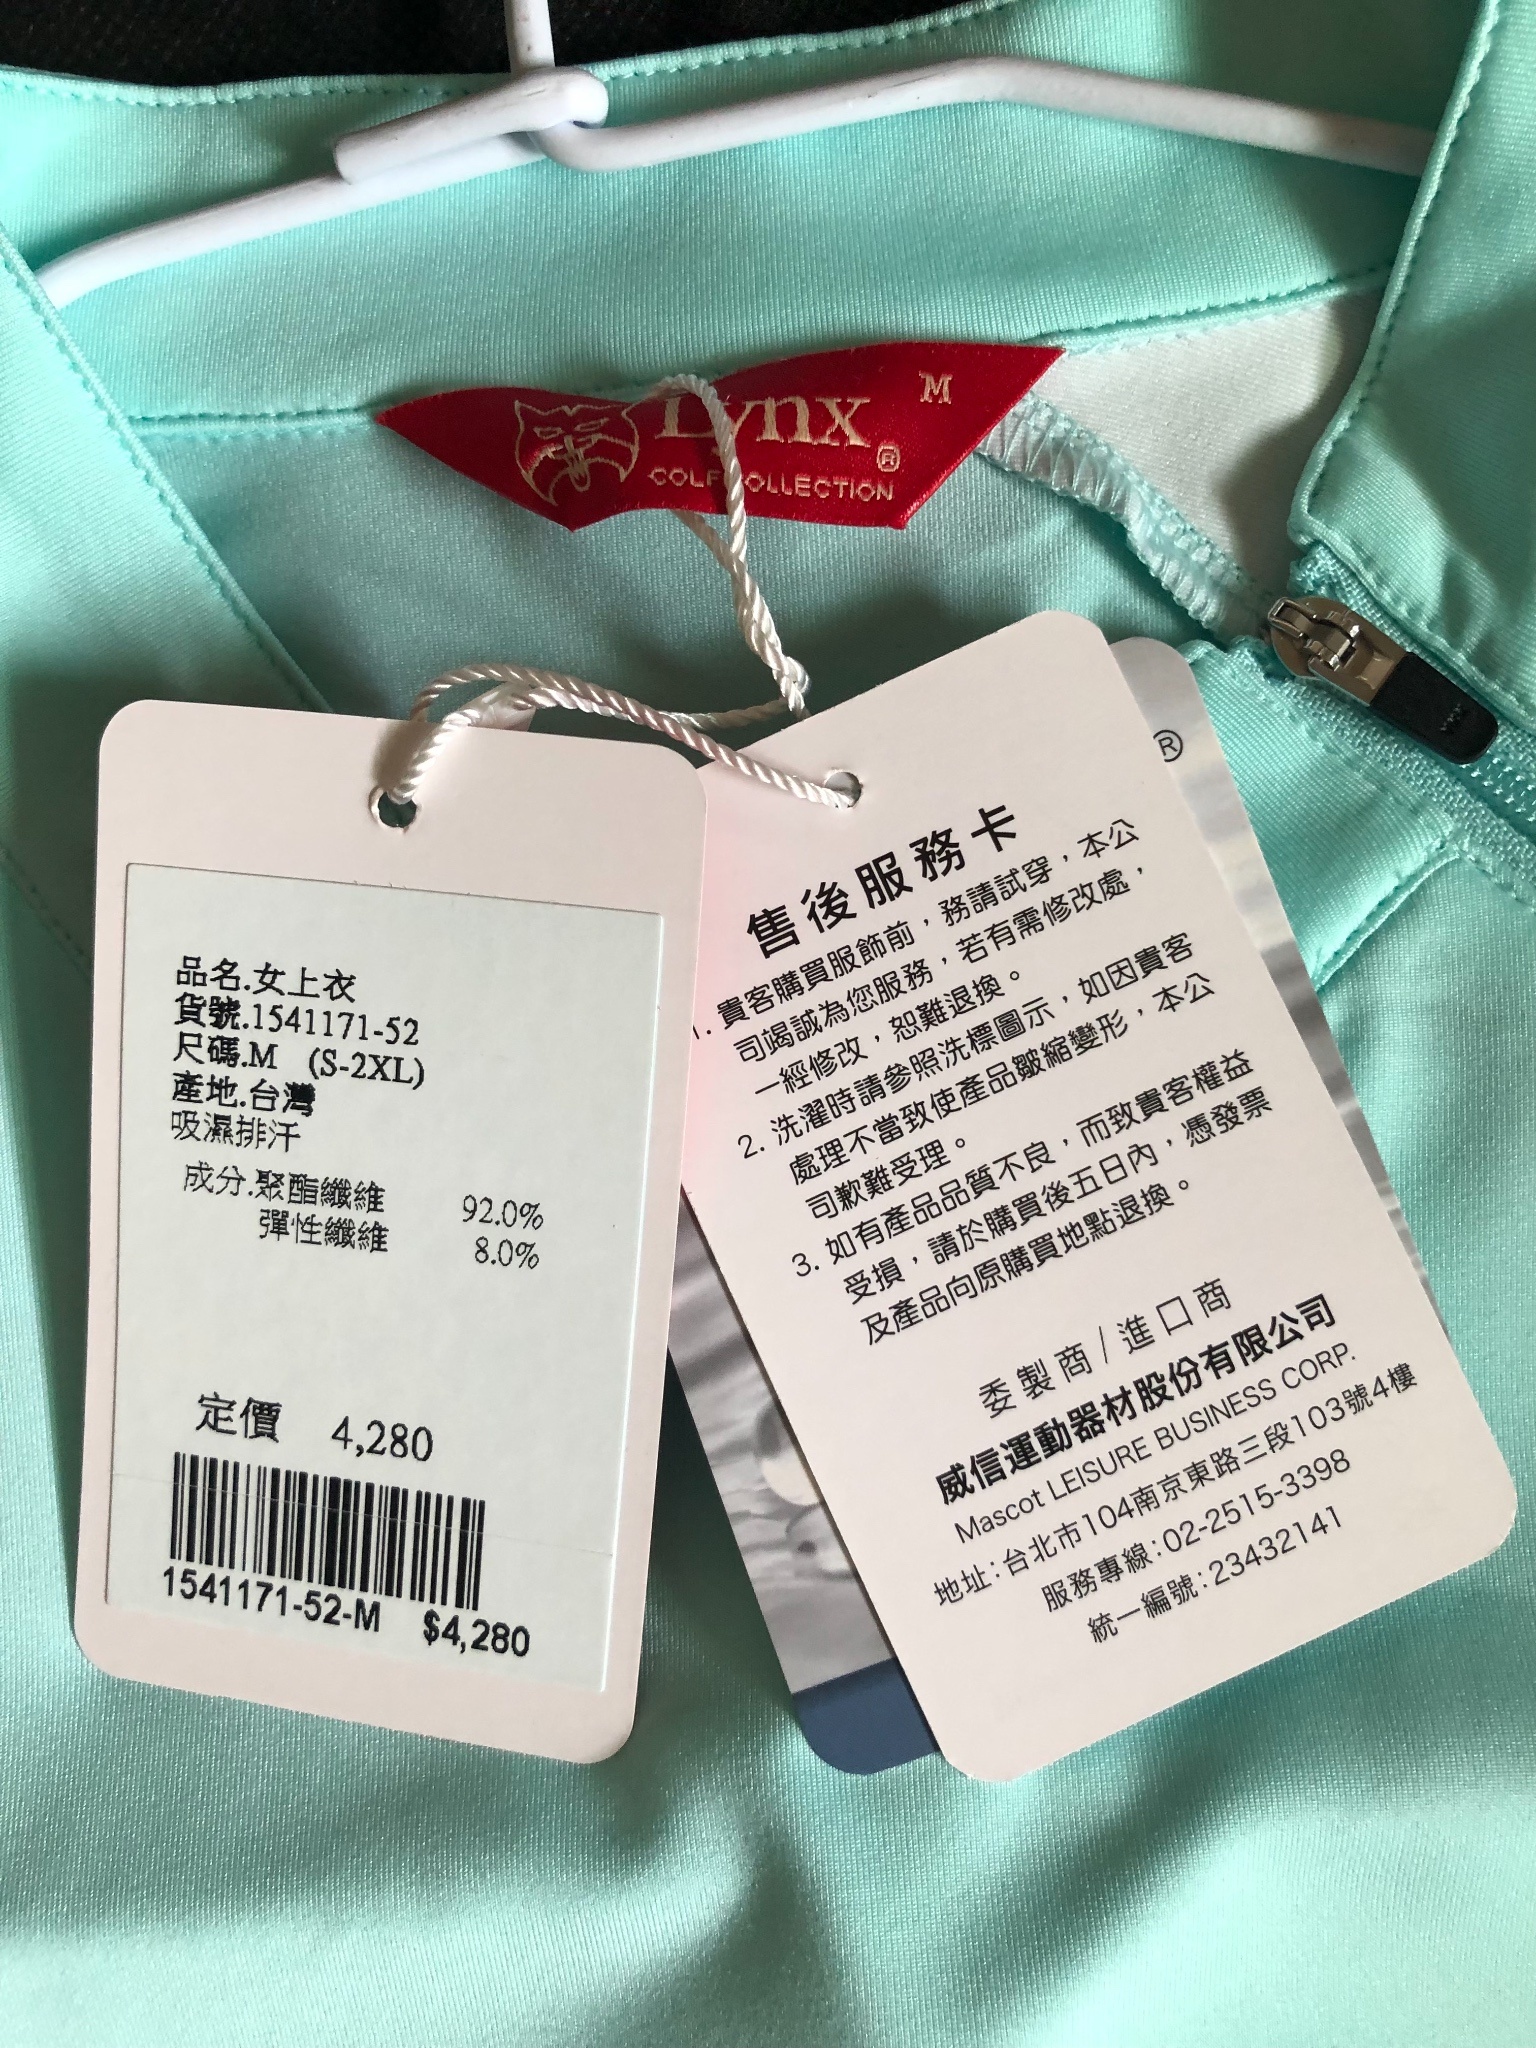 Lynx
M
®
GOLF COLLECTION
品名.女上衣
貨號.1541171-52
尺碼.M (S-2XL)
產地.台灣
吸濕排汗
成分.聚酯纖維 92.0%
彈性纖維 8.0%
定價 4,280
1541171-52-M $4,280
®
售後服務卡
1. 貴客購買服飾前，務請試穿，本公
司竭誠為您服務，若有需修改處，
一經修改，恕難退換。
2. 洗濯時請參照洗標圖示，如因貴客
處理不當致使產品皺縮變形，本公
司歉難受理。
3. 如有產品品質不良，而致貴客權益
受損，請於購買後五日內，憑發票
及產品向原購買地點退換。
委製商/進口商
威信運動器材股份有限公司
Mascot LEISURE BUSINESS CORP.
地址:台北市104南京東路三段103號4樓
服務專線:02-2515-3398
統一編號:23432141